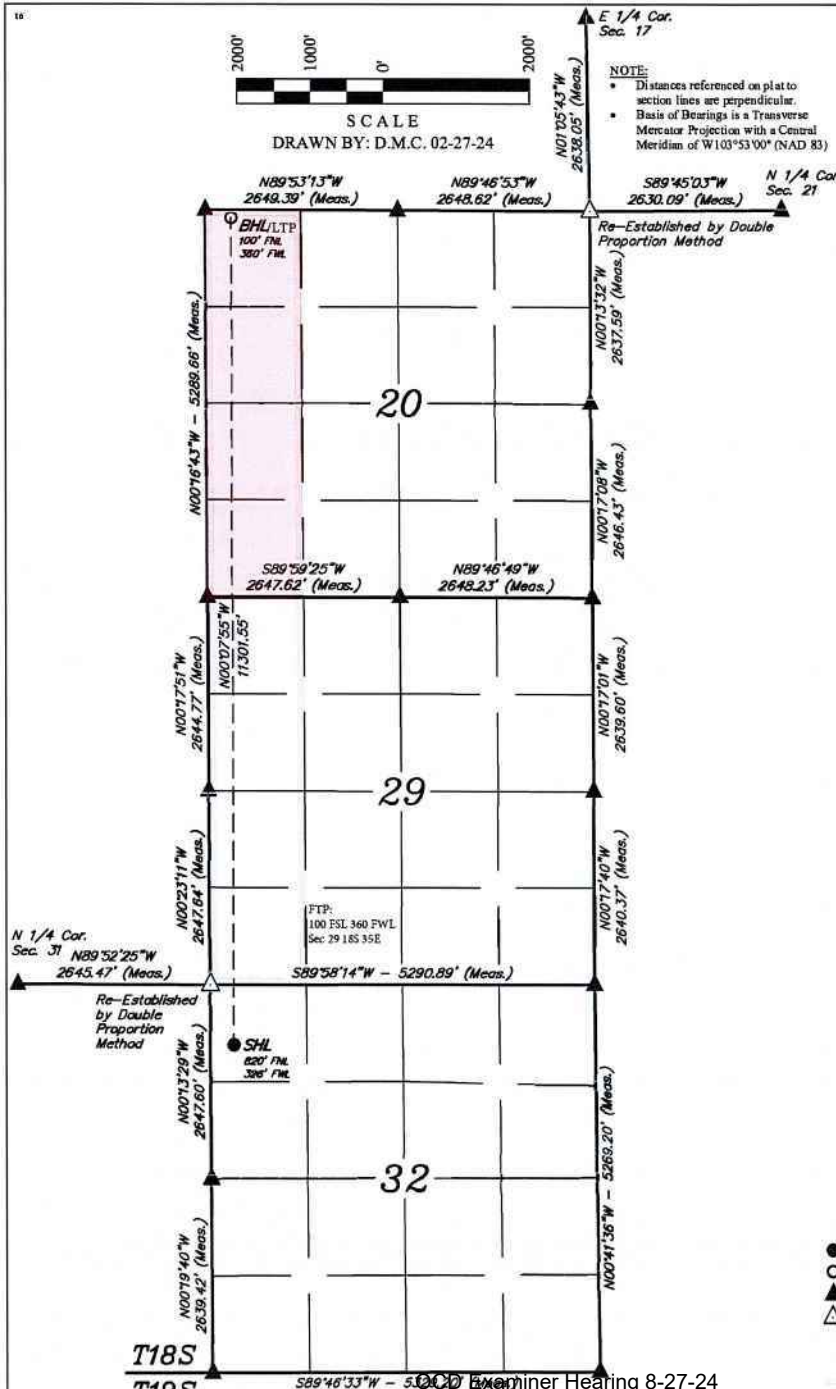 16
E 1/4 Cor.
Sec. 17
2000'
1000'
0'
2000'
SCALE
DRAWN BY: D.M.C. 02-27-24
NOTE:
• Distances referenced on plat to
section lines are perpendicular.
• Basis of Bearings is a Transverse
Mercator Projection with a Central
Meridian of W103°53'00" (NAD 83)
N01°05'43"W
2638.05' (Meas.)
N89°53'13"W
2649.39' (Meas.)
N89°46'53"W
2648.62' (Meas.)
S89°45'03"W
2630.09' (Meas.)
N 1/4 Cor
Sec. 21
Re-Established by Double
Proportion Method
BHL/LTP
100' FNL
360' FWL
N00°16'43"W - 5289.66' (Meas.)
N00°13'32"W
2637.59' (Meas.)
20
N00°17'08"W
2646.43' (Meas.)
S89°59'25"W
2647.62' (Meas.)
N89°46'49"W
2648.23' (Meas.)
N00°07'55"W
11301.55'
N00°17'51"W
2644.77' (Meas.)
N00°17'01"W
2639.60' (Meas.)
29
N00°23'11"W
2647.64' (Meas.)
N00°17'40"W
2640.37' (Meas.)
FTP:
100 FSL 360 FWL
Sec 29 18S 35E
N 1/4 Cor.
Sec. 31
N89°52'25"W
2645.47' (Meas.)
S89°58'14"W - 5290.89' (Meas.)
Re-Established
by Double
Proportion
Method
SHL
820' FNL
326' FWL
N00°13'29"W
2647.60' (Meas.)
N00°41'36"W - 5269.20' (Meas.)
32
N00°19'40"W
2639.42' (Meas.)
T18S
T19S
S89°46'33"W -
OCD Examiner Hearing 8-27-24